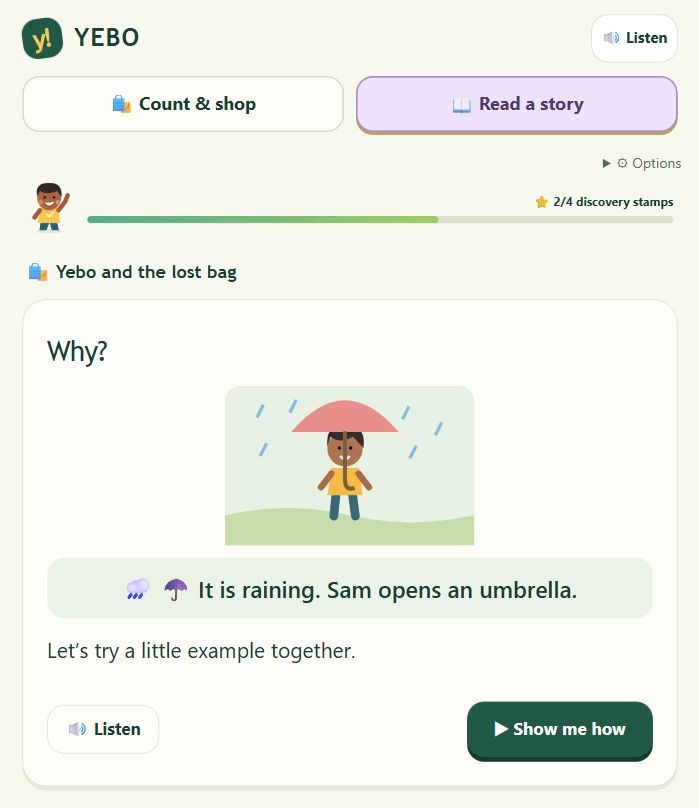 y!
YEBO
Listen
Count & shop
Read a story
Options
2/4 discovery stamps
Yebo and the lost bag
Why?
It is raining. Sam opens an umbrella.
Let's try a little example together.
Listen
Show me how